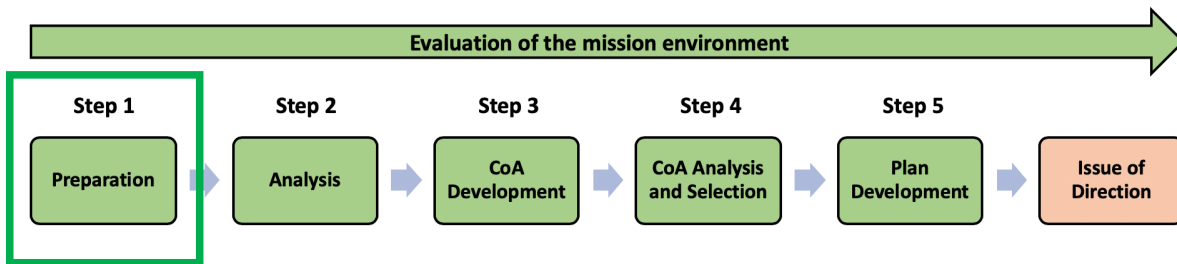 Evaluation of the mission environment
Step 1
Step 2
Step 3
Step 4
Step 5
Preparation
Analysis
CoA
Development
CoA Analysis
and Selection
Plan
Development
Issue of
Direction